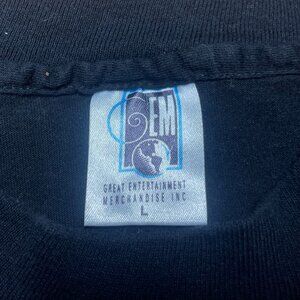 GEM
GREAT ENTERTAINMENT
MERCHANDISE INC
L